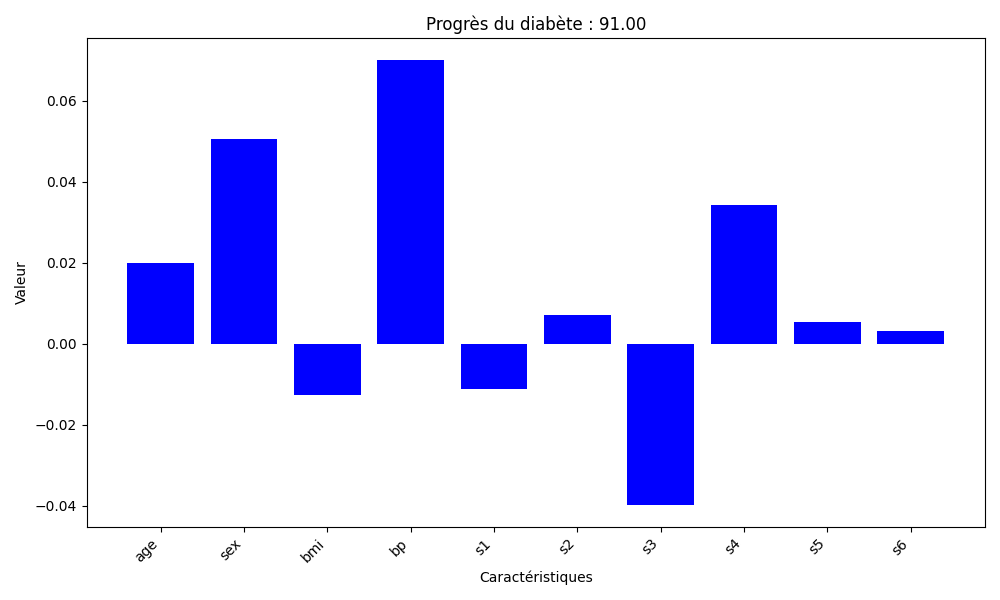 Progrès du diabète : 91.00
Valeur
0.06
0.04
0.02
0.00
−0.02
−0.04
age
sex
bmi
bp
s1
s2
s3
s4
s5
s6
Caractéristiques